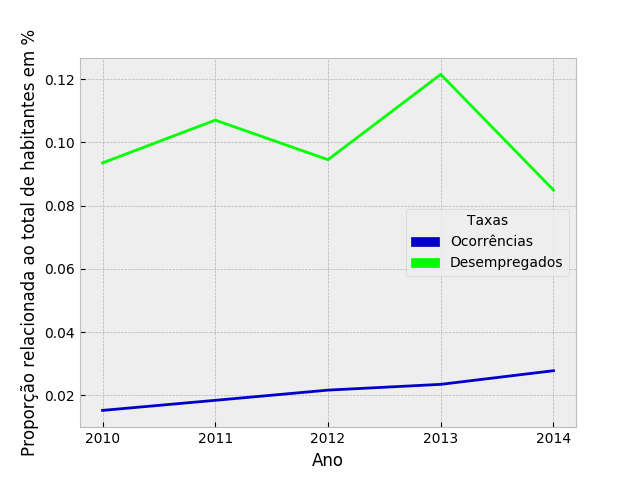 Proporção relacionada ao total de habitantes em %
0.12
0.10
0.08
0.06
0.04
0.02
Taxas
Ocorrências
Desempregados
2010 2011 2012 2013 2014
Ano